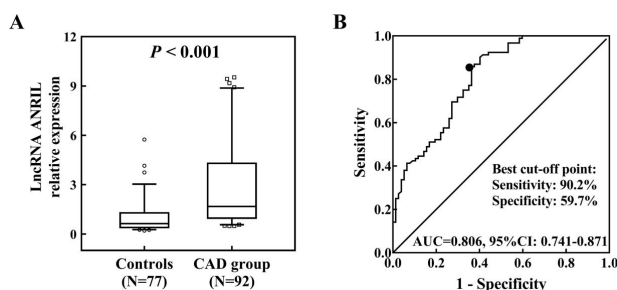 A
P < 0.001
LncRNA ANRIL
relative expression
12
9
6
3
0
Controls
(N=77)
CAD group
(N=92)
B
Sensitivity
1.0
0.8
0.6
0.4
0.2
0.0
Best cut-off point:
Sensitivity: 90.2%
Specificity: 59.7%
AUC=0.806, 95%CI: 0.741-0.871
0.0 0.2 0.4 0.6 0.8 1.0
1 - Specificity